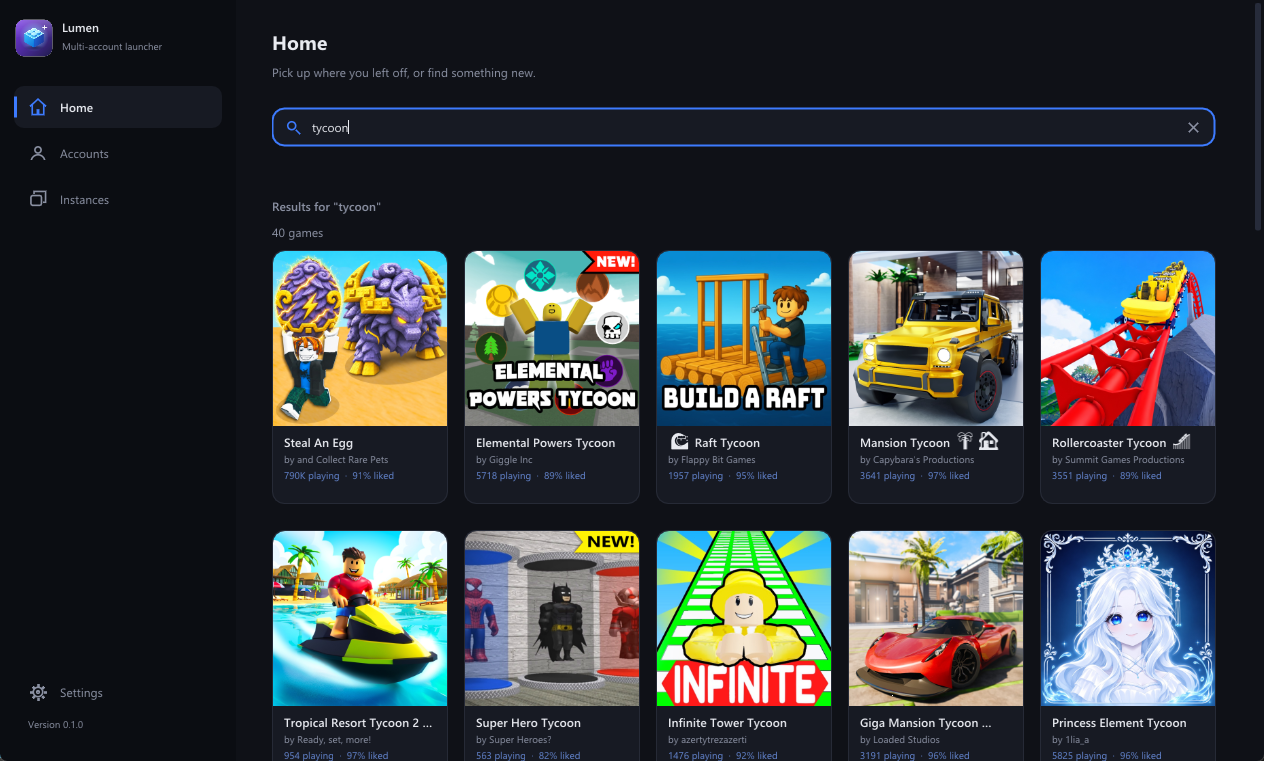 Lumen
Multi-account launcher
Home
Accounts
Instances
Settings
Version 0.1.0
Home
Pick up where you left off, or find something new.
tycoon
Results for "tycoon"
40 games
NEW!
ELEMENTAL
POWERS TYCOON
BUILD A RAFT
Steal An Egg
by and Collect Rare Pets
790K playing · 91% liked
Elemental Powers Tycoon
by Giggle Inc
5718 playing · 89% liked
Raft Tycoon
by Flappy Bit Games
1957 playing · 95% liked
Mansion Tycoon
by Capybara's Productions
3641 playing · 97% liked
Rollercoaster Tycoon
by Summit Games Productions
3551 playing · 89% liked
NEW!
INFINITE
Tropical Resort Tycoon 2 ...
by Ready, set, more!
954 playing · 97% liked
Super Hero Tycoon
by Super Heroes?
563 playing · 82% liked
Infinite Tower Tycoon
by azertytrezazerti
1476 playing · 92% liked
Giga Mansion Tycoon ...
by Loaded Studios
3191 playing · 96% liked
Princess Element Tycoon
by 1lia_a
5825 playing · 96% liked